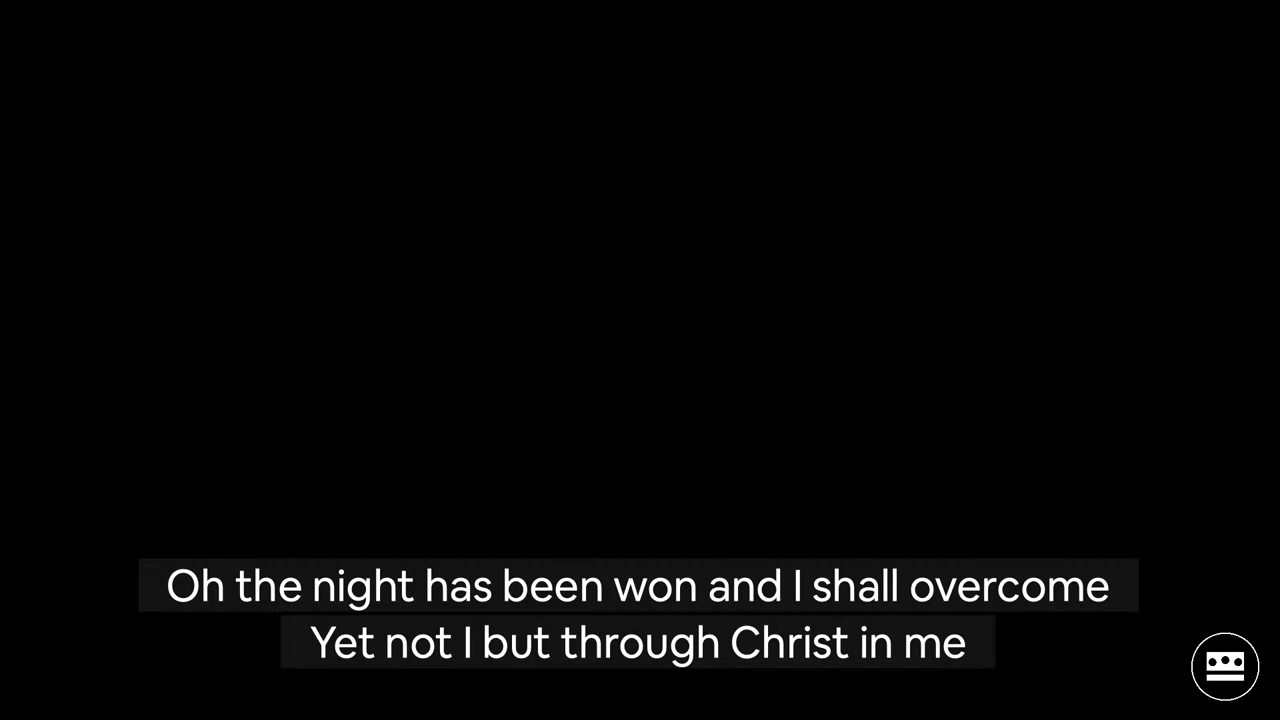 Oh the night has been won and I shall overcome
Yet not I but through Christ in me